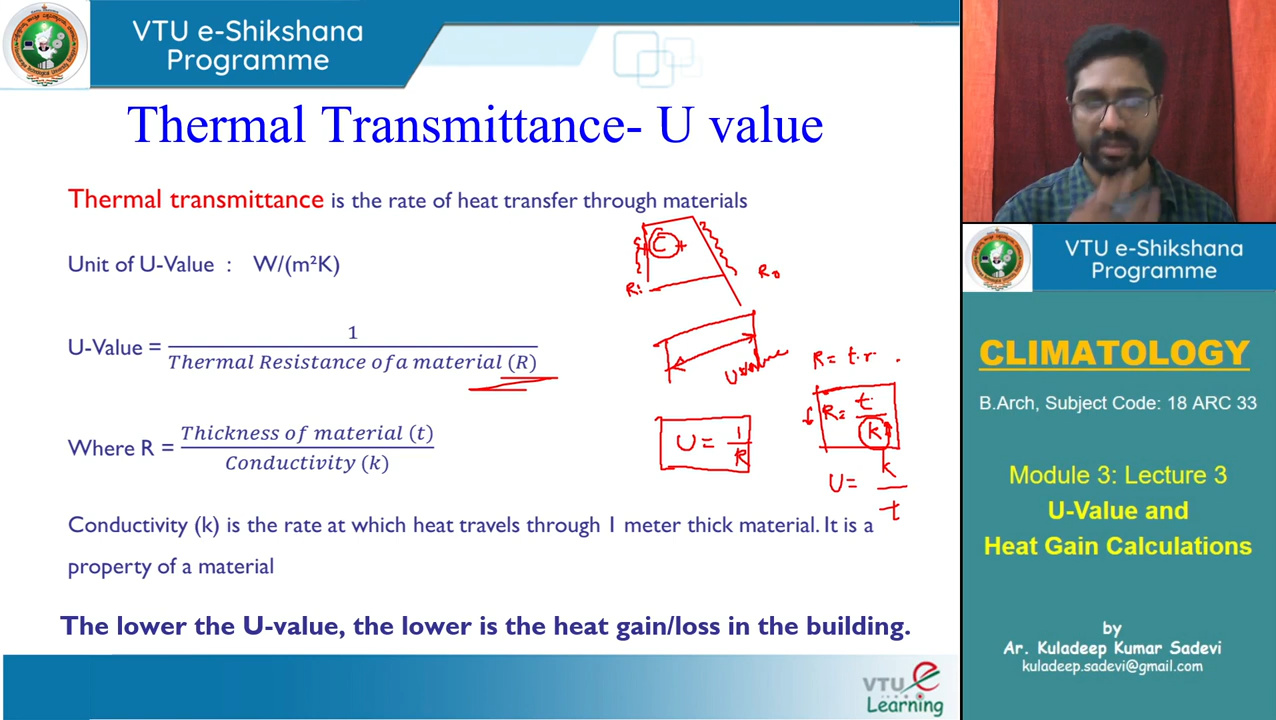 VTU e-Shikshana
Programme
Thermal Transmittance- U value
Thermal transmittance is the rate of heat transfer through materials
Unit of U-Value : W/(m²K)
U-Value = 1
Thermal Resistance of a material (R)
Where R = Thickness of material (t)
Conductivity (k)
Conductivity (k) is the rate at which heat travels through 1 meter thick material. It is a
property of a material
The lower the U-value, the lower is the heat gain/loss in the building.
C
Ri
Ro
U value
U = 1
R
R = t.r.
R = t
k
U = k
t
VTU e
Learning
VTU e-Shikshana
Programme
CLIMATOLOGY
B.Arch, Subject Code: 18 ARC 33
Module 3: Lecture 3
U-Value and
Heat Gain Calculations
by
Ar. Kuladeep Kumar Sadevi
kuladeep.sadevi@gmail.com